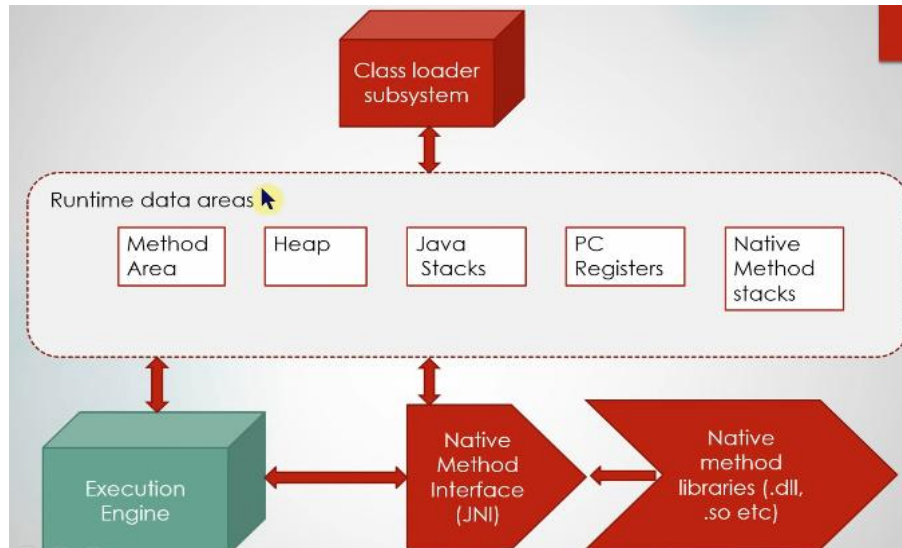 Class loader
subsystem
Runtime data areas
Method
Area
Heap
Java
Stacks
PC
Registers
Native
Method
stacks
Execution
Engine
Native
Method
Interface
(JNI)
Native
method
libraries (.dll,
.so etc)